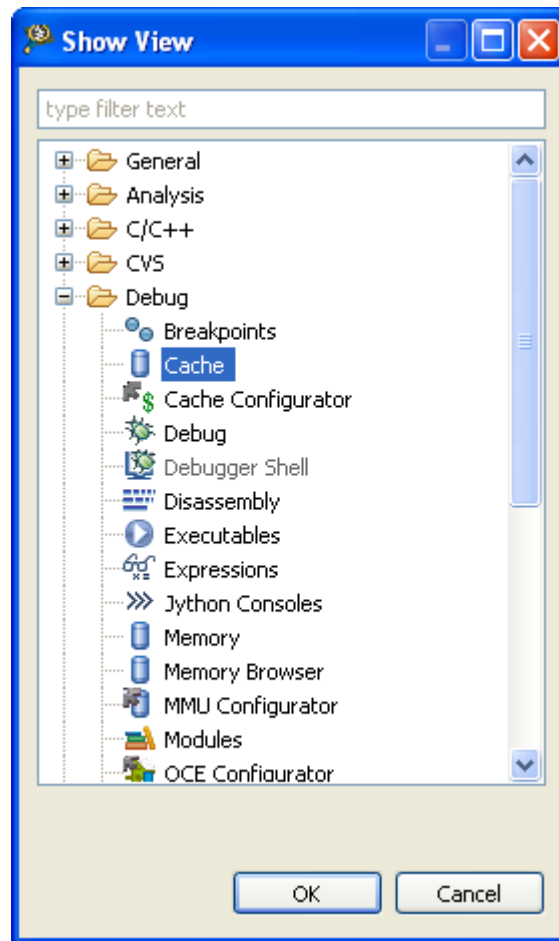 Show View
type filter text
General
Analysis
C/C++
CVS
Debug
Breakpoints
Cache
Cache Configurator
Debug
Debugger Shell
Disassembly
Executables
Expressions
Jython Consoles
Memory
Memory Browser
MMU Configurator
Modules
OCE Configurator
OK Cancel